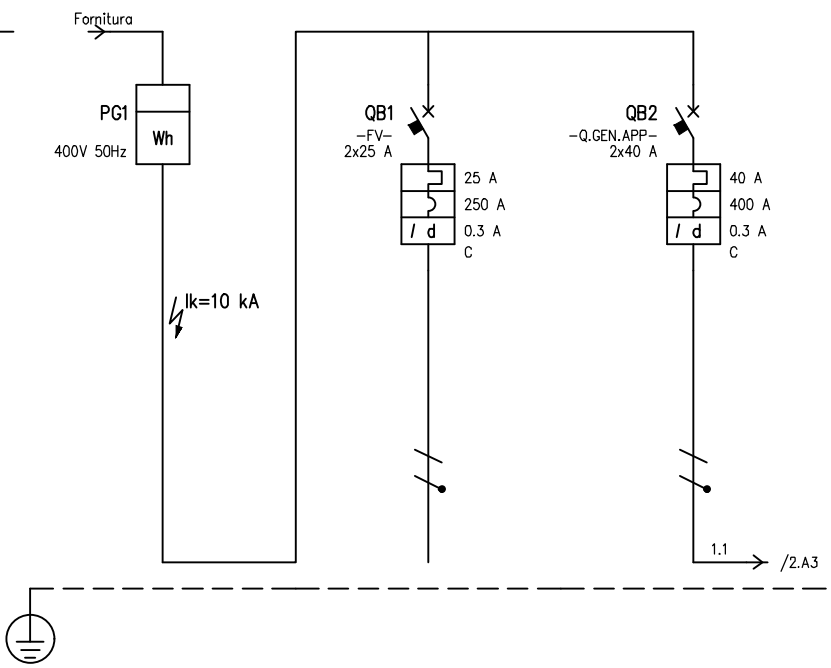 Fornitura
PG1
Wh
400V 50Hz
Ik=10 kA
QB1
-FV-
2x25 A
25 A
250 A
I d
0.3 A
C
QB2
-Q.GEN.APP-
2x40 A
40 A
400 A
I d
0.3 A
C
1.1
/2.A3